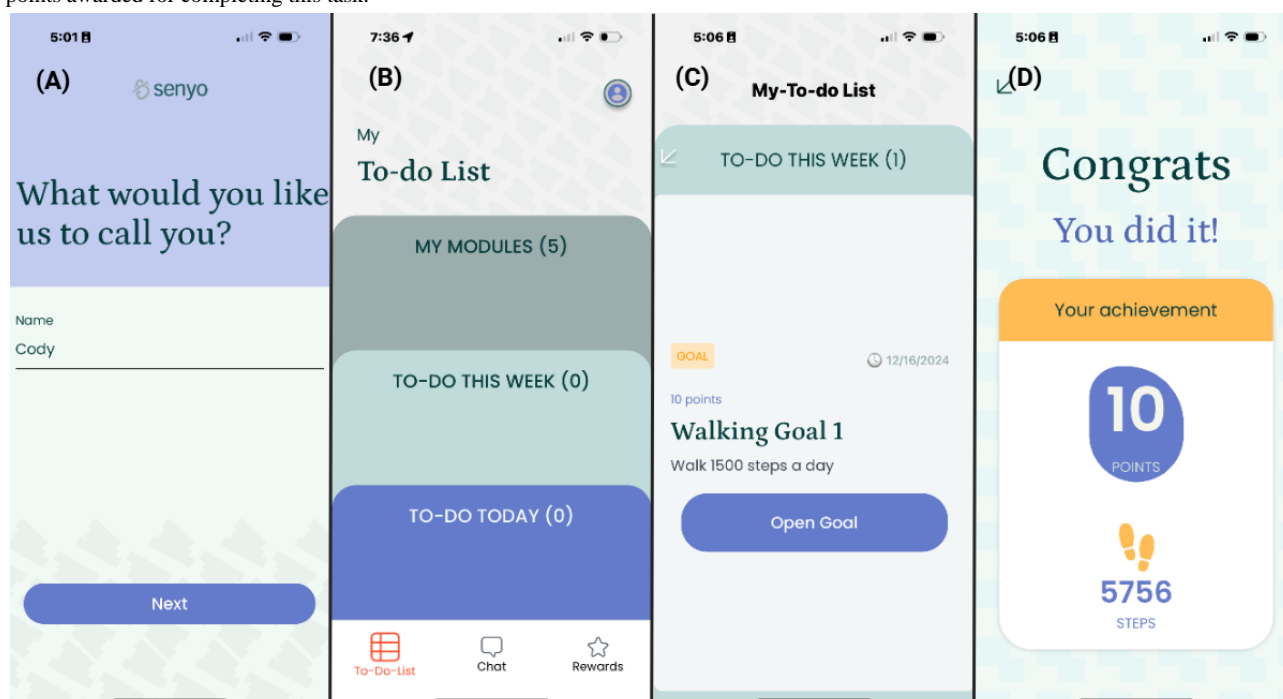 points awarded for completing this task.
5:01
(A)
senyo
What would you like
us to call you?
Name
Cody
Next
7:36
(B)
My
To-do List
MY MODULES (5)
TO-DO THIS WEEK (0)
TO-DO TODAY (0)
To-Do-List
Chat
Rewards
5:06
(C)
My-To-do List
TO-DO THIS WEEK (1)
GOAL
12/16/2024
10 points
Walking Goal 1
Walk 1500 steps a day
Open Goal
5:06
(D)
Congrats
You did it!
Your achievement
10
POINTS
5756
STEPS